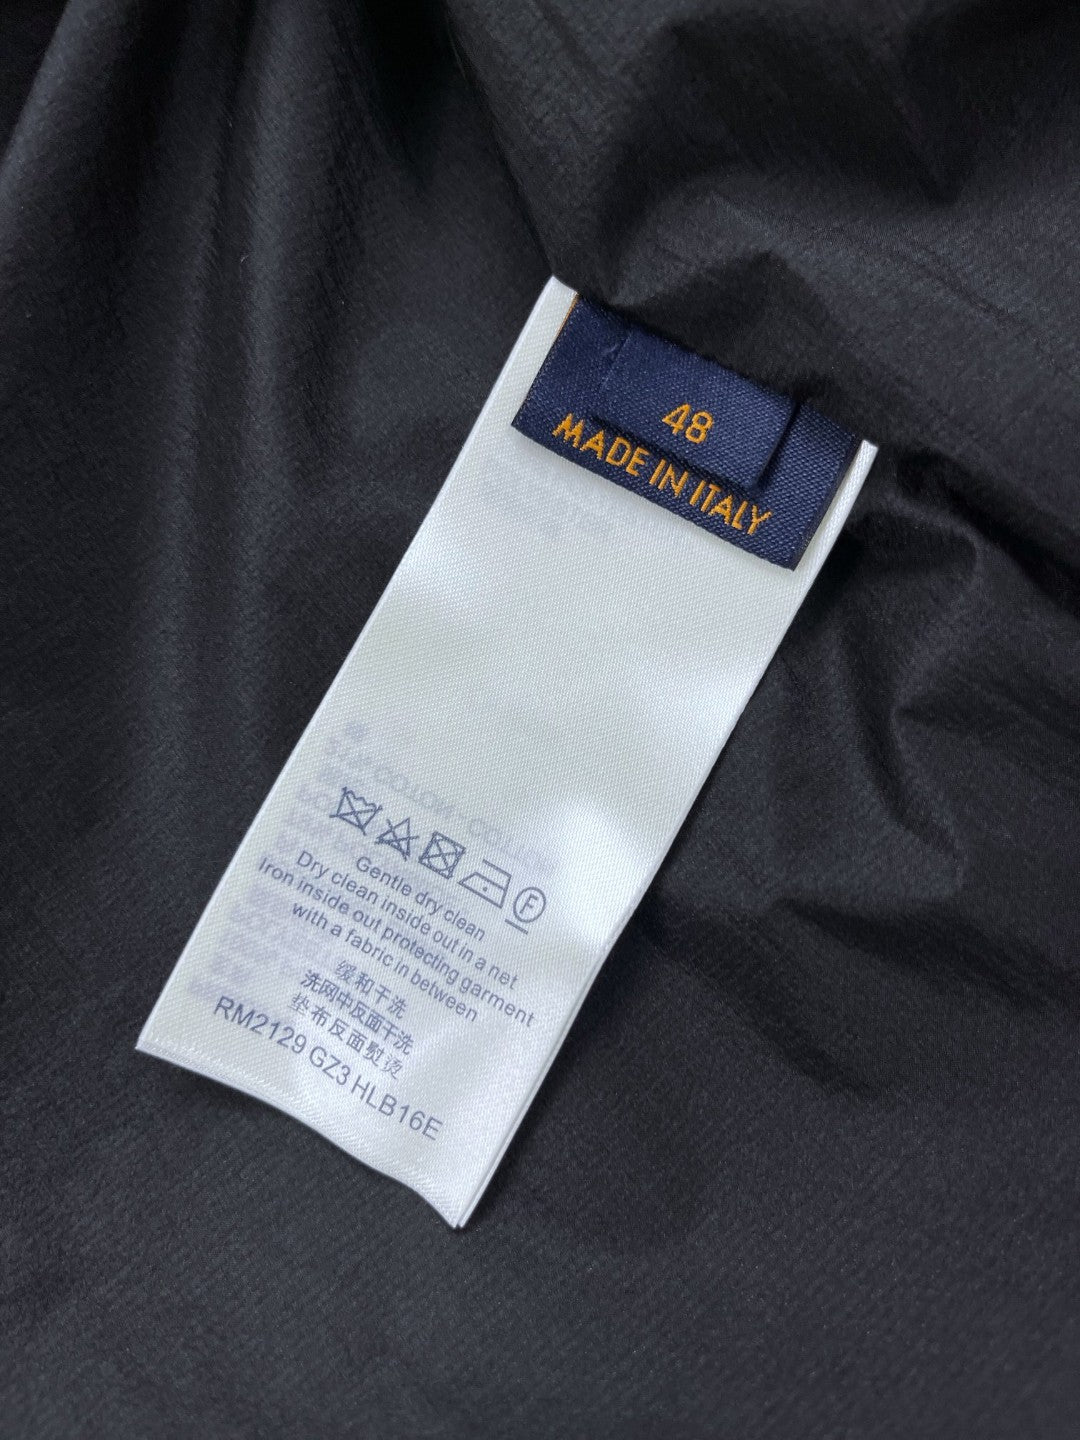 48
MADE IN ITALY
F
Gentle dry clean
Dry clean inside out in a net
Iron inside out protecting garment
with a fabric in between
缓和干洗
洗网中反面干洗
垫布反面熨烫
RM2129 GZ3 HLB16E